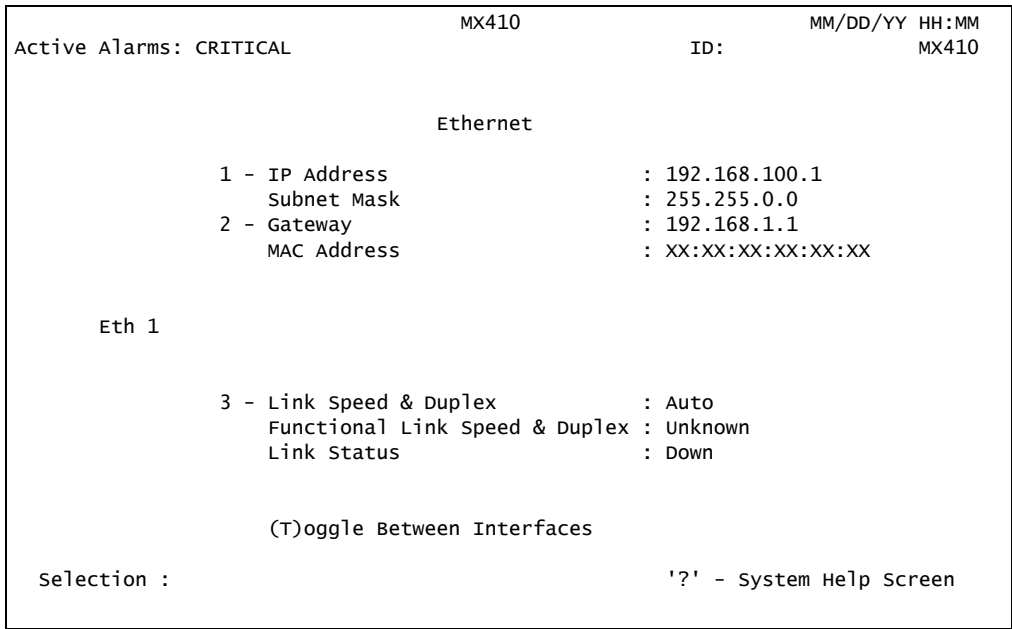 MX410 MM/DD/YY HH:MM
Active Alarms: CRITICAL ID: MX410
Ethernet
1 – IP Address : 192.168.100.1
Subnet Mask : 255.255.0.0
2 – Gateway : 192.168.1.1
MAC Address : XX:XX:XX:XX:XX:XX
Eth 1
3 – Link Speed & Duplex : Auto
Functional Link Speed & Duplex : Unknown
Link Status : Down
(T)oggle Between Interfaces
Selection : '?' – System Help Screen